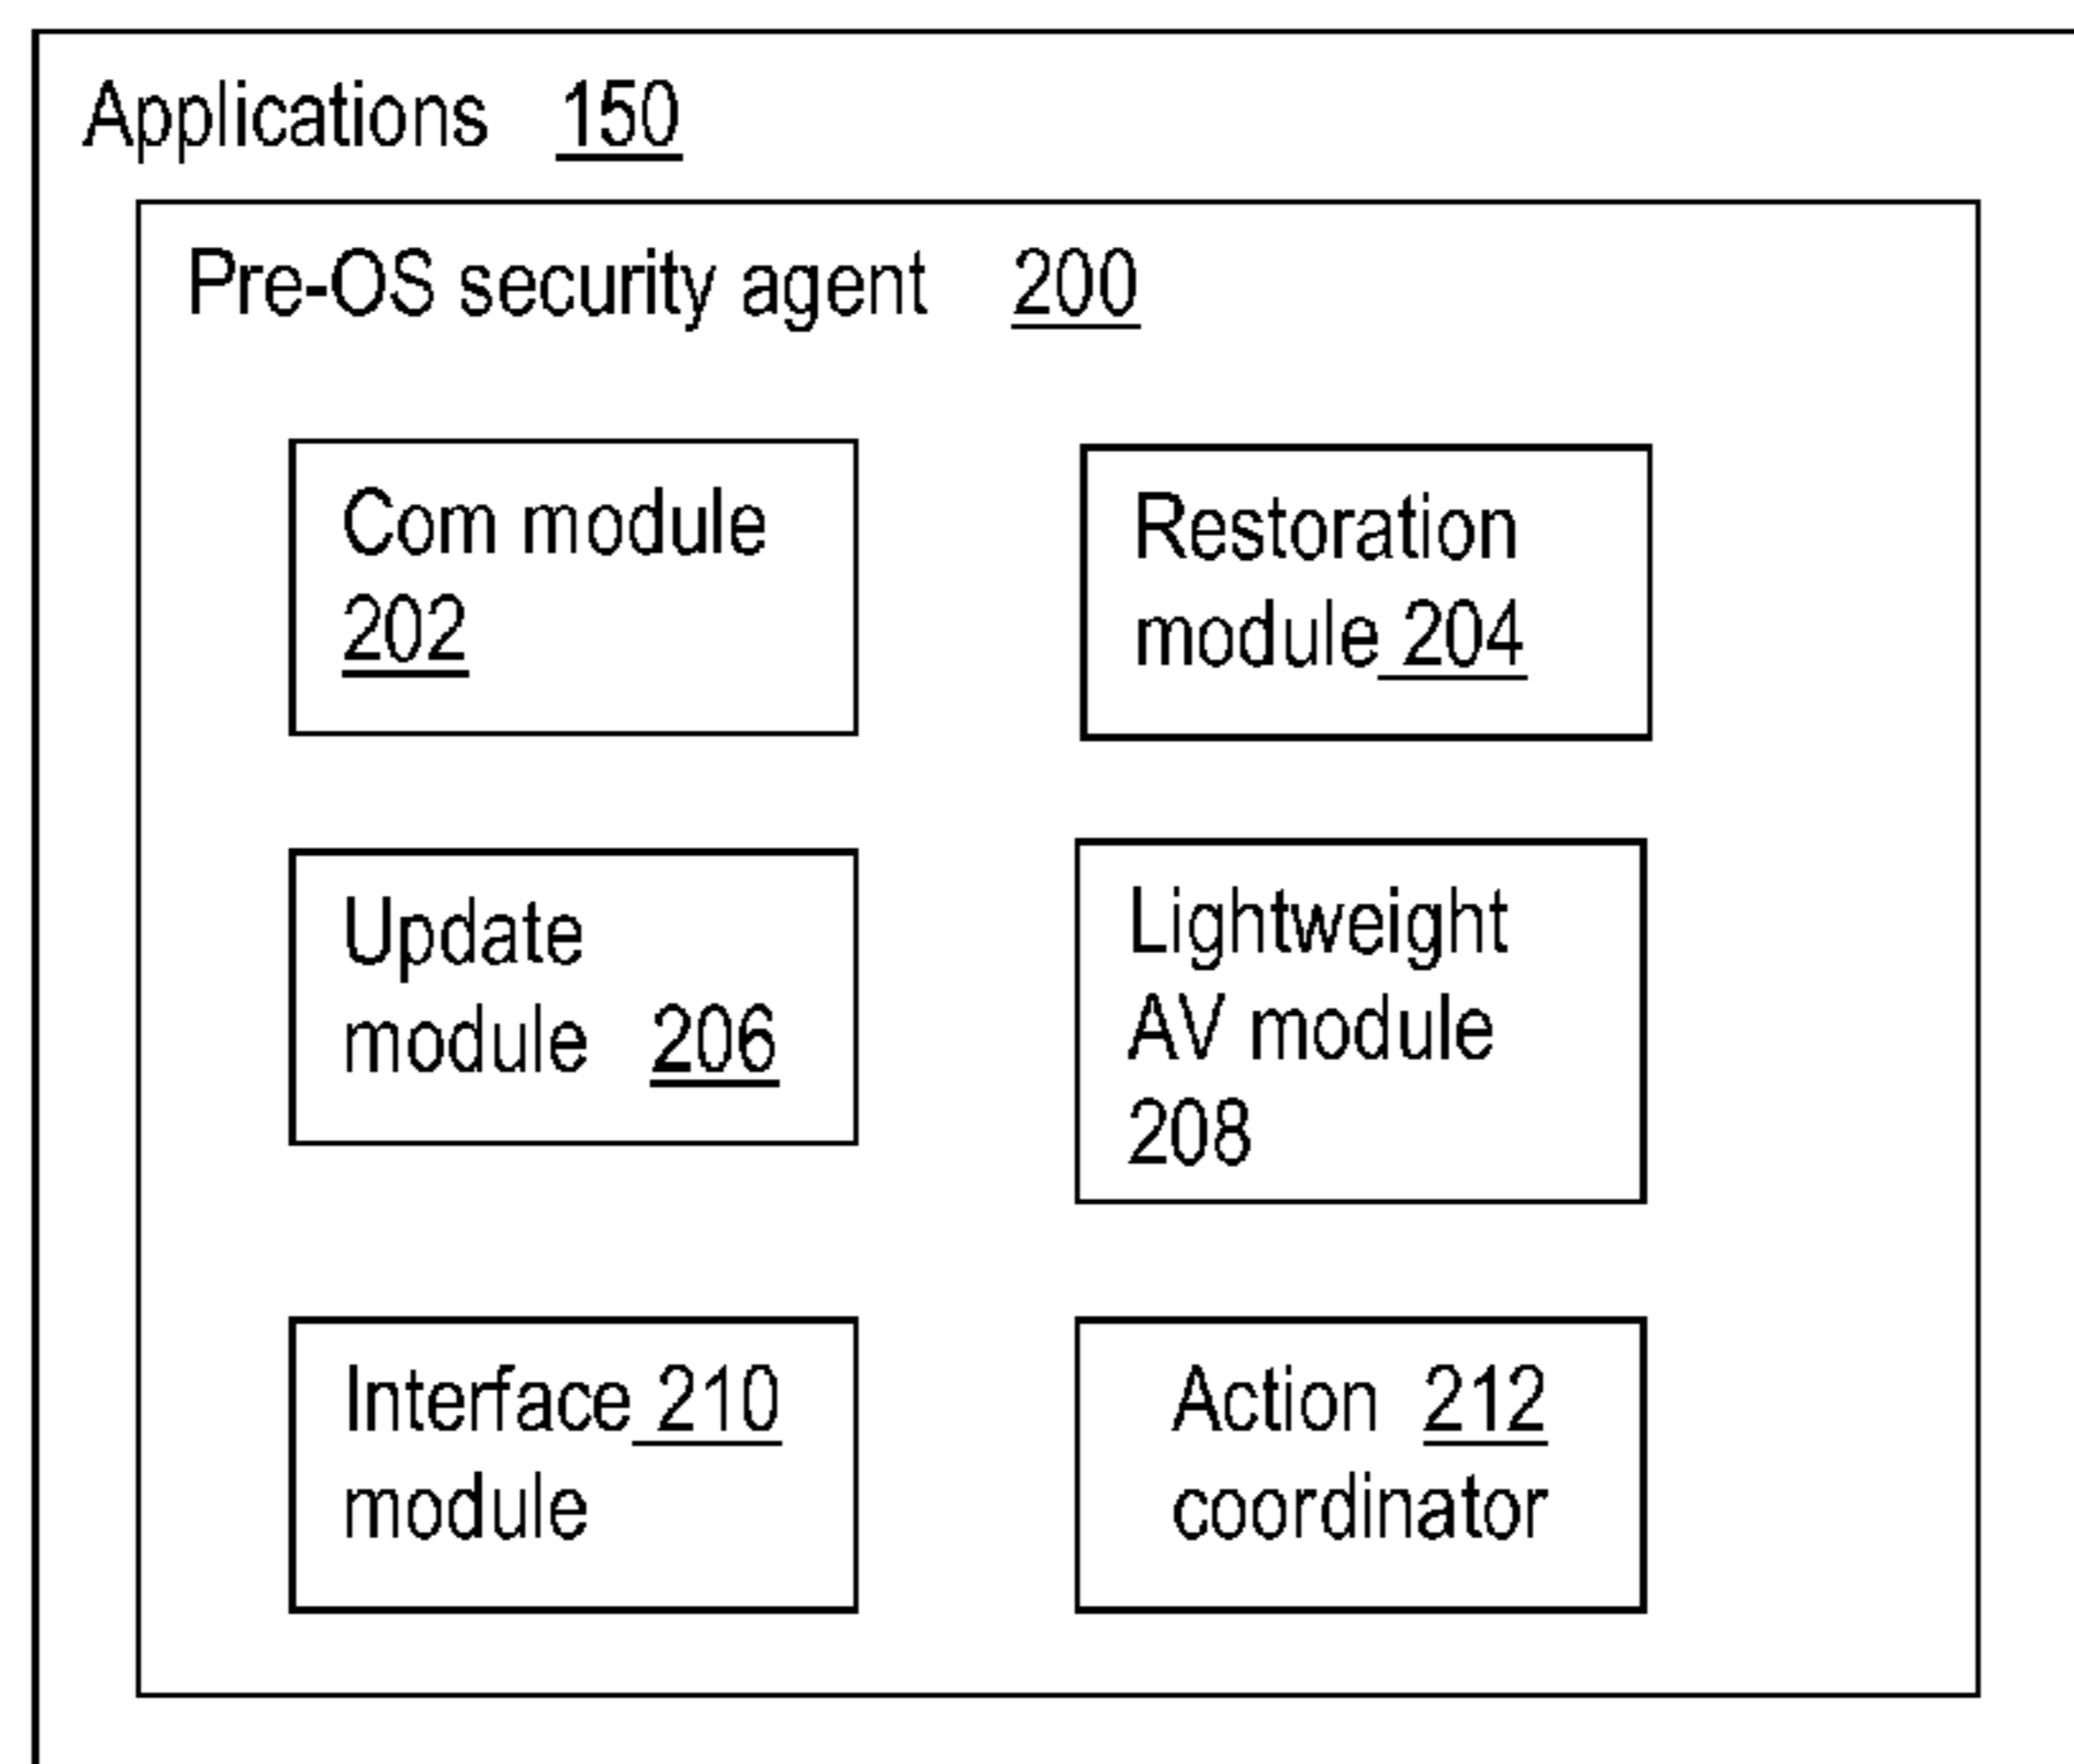 Applications 150
Pre-OS security agent 200
Com module
202
Restoration
module 204
Update
module 206
Lightweight
AV module
208
Interface 210
module
Action 212
coordinator